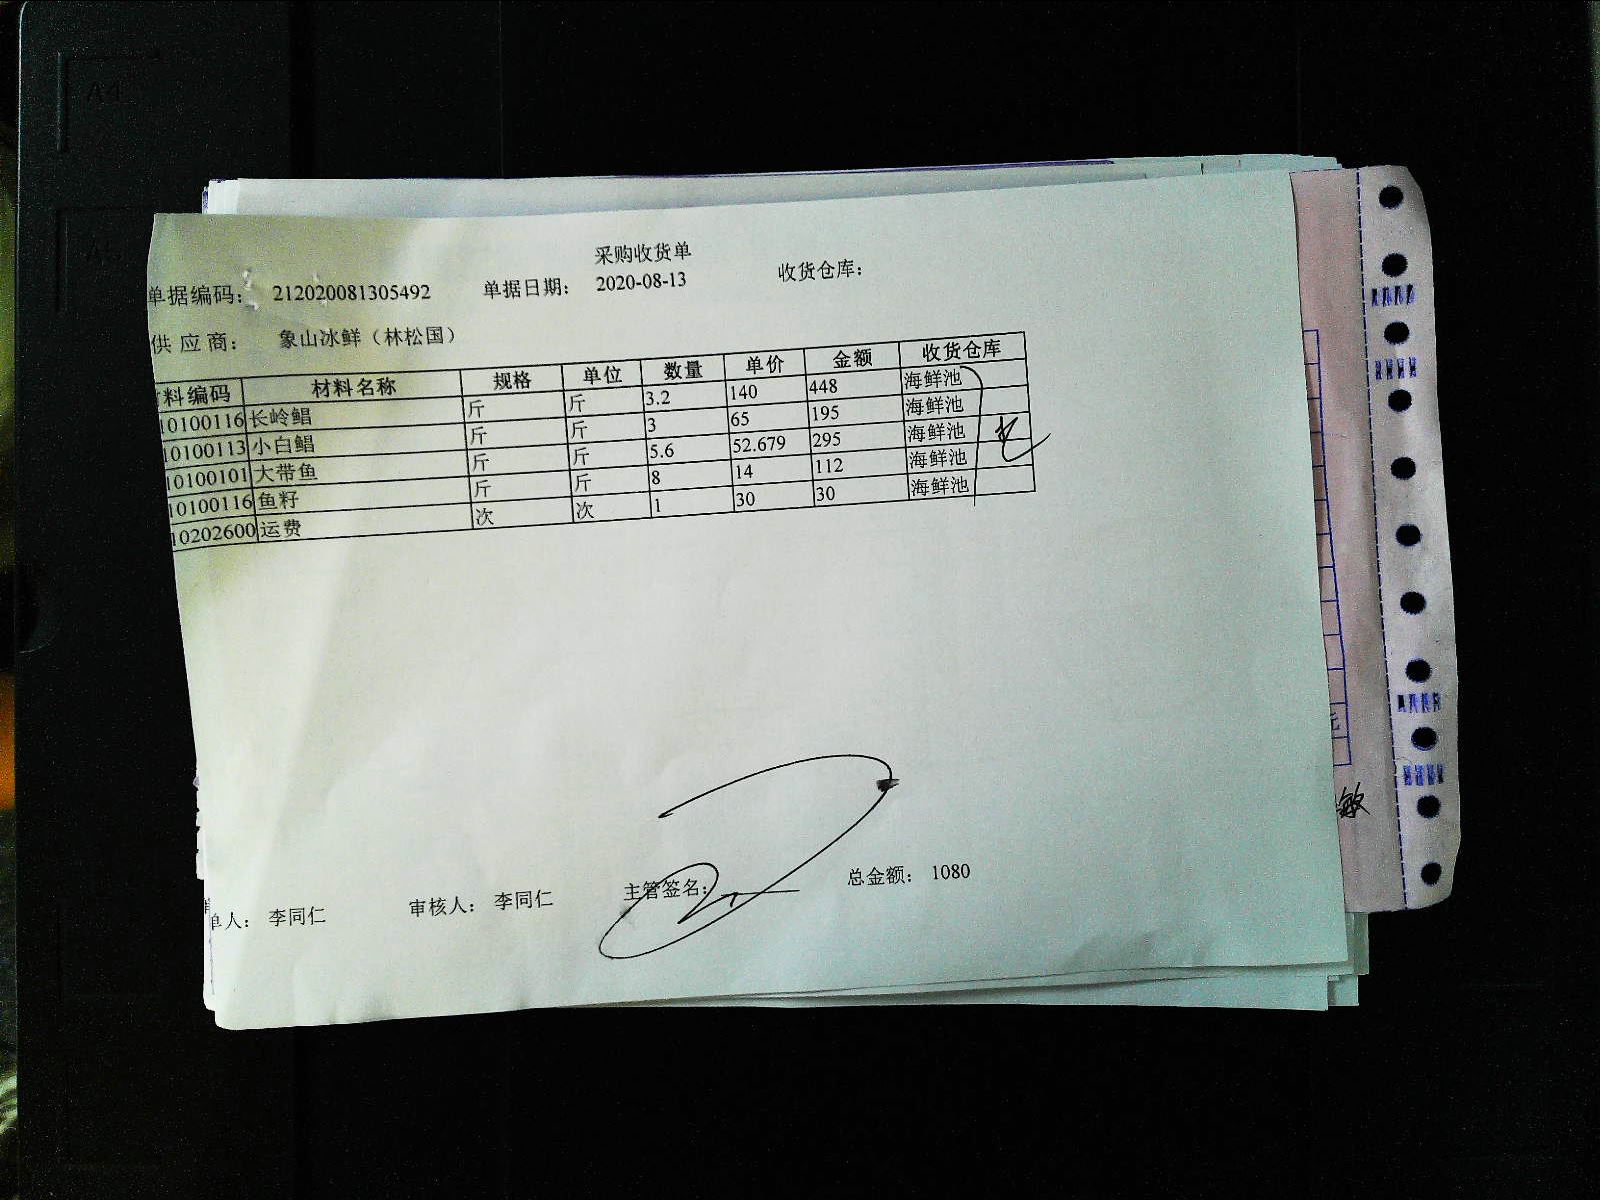 采购收货单
单据编码： 212020081305492 单据日期： 2020-08-13 收货仓库：
供 应 商： 象山冰鲜（林松国）
料编码 材料名称 规格 单位 数量 单价 金额 收货仓库
10100116 长岭鲳 斤 斤 3.2 140 448 海鲜池
10100113 小白鲳 斤 斤 3 65 195 海鲜池
10100101 大带鱼 斤 斤 5.6 52.679 295 海鲜池
10100116 鱼籽 斤 斤 8 14 112 海鲜池
10202600 运费 次 次 1 30 30 海鲜池
元
敏
单人： 李同仁 审核人： 李同仁 主管签名： 总金额： 1080